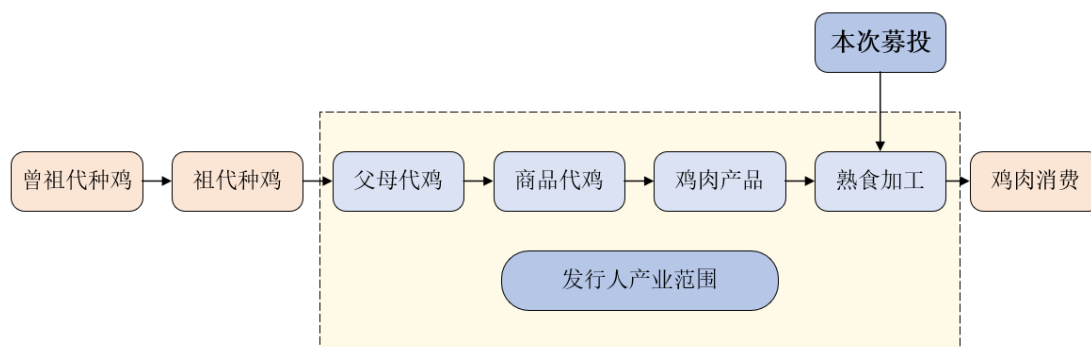 本次募投
曾祖代种鸡
祖代种鸡
父母代鸡
商品代鸡
鸡肉产品
熟食加工
鸡肉消费
发行人产业范围